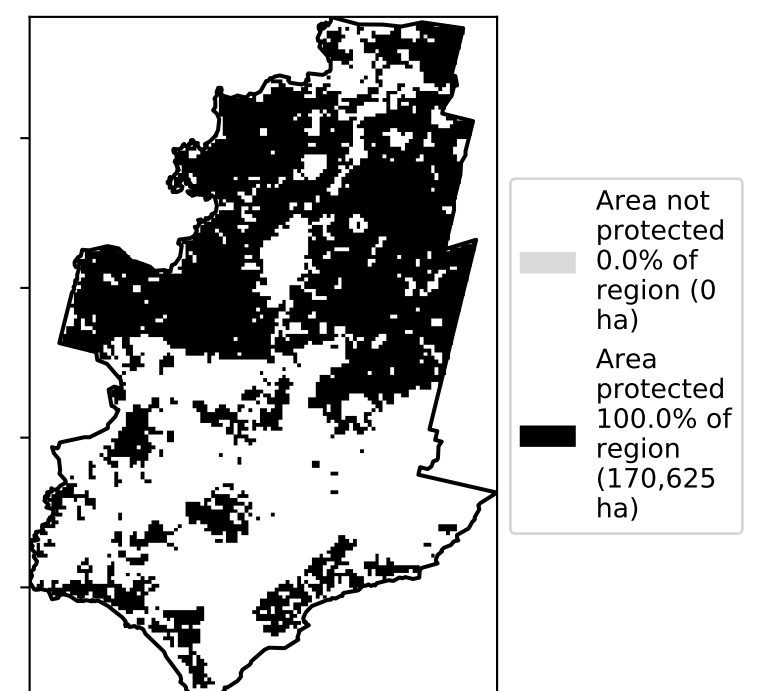 Area not
protected
0.0% of
region (0
ha)
Area
protected
100.0% of
region
(170,625
ha)